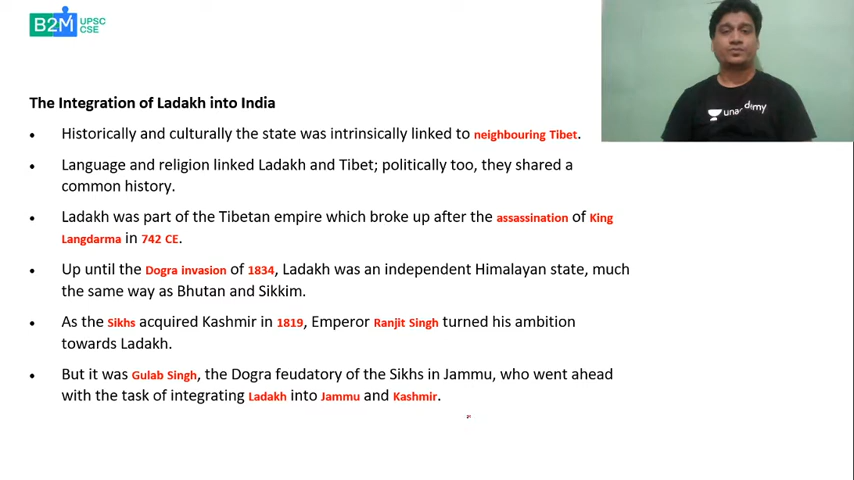 B2M UPSC
CSE
unacademy
The Integration of Ladakh into India
• Historically and culturally the state was intrinsically linked to neighbouring Tibet.
• Language and religion linked Ladakh and Tibet; politically too, they shared a
common history.
• Ladakh was part of the Tibetan empire which broke up after the assassination of King
Langdarma in 742 CE.
• Up until the Dogra invasion of 1834, Ladakh was an independent Himalayan state, much
the same way as Bhutan and Sikkim.
• As the Sikhs acquired Kashmir in 1819, Emperor Ranjit Singh turned his ambition
towards Ladakh.
• But it was Gulab Singh, the Dogra feudatory of the Sikhs in Jammu, who went ahead
with the task of integrating Ladakh into Jammu and Kashmir.